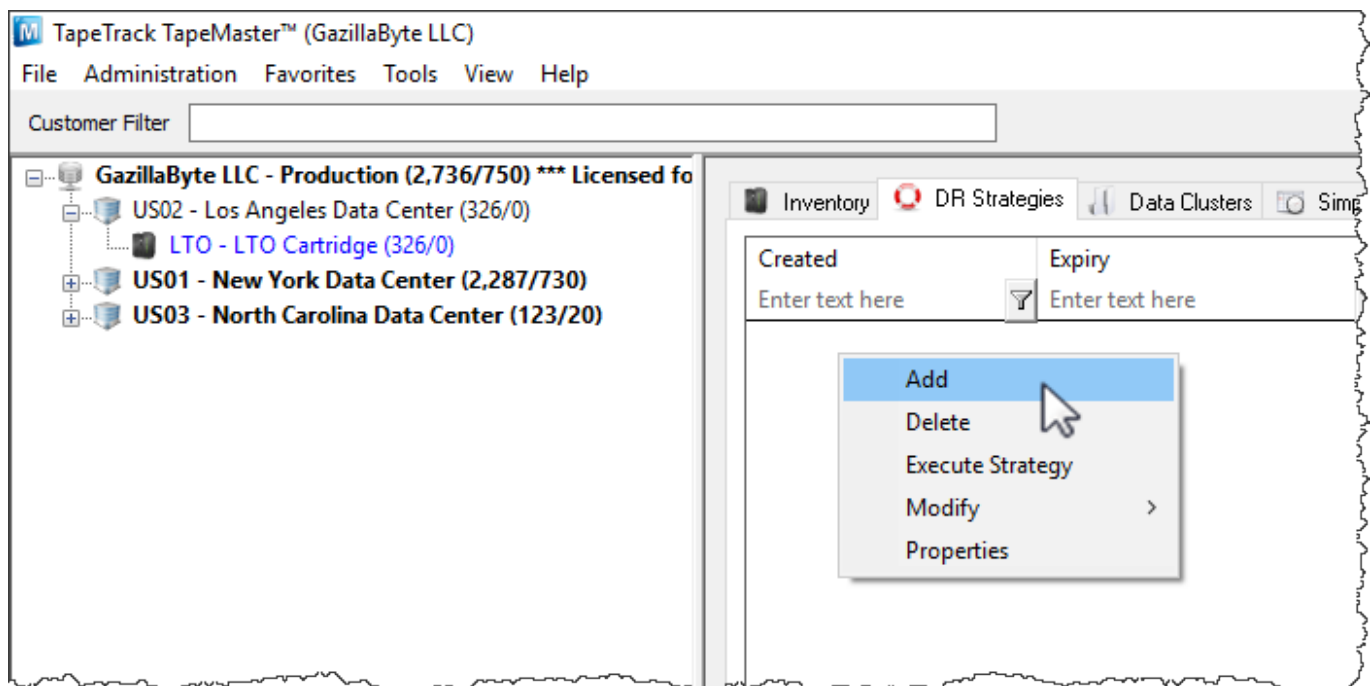 TapeTrack TapeMaster™ (GazillaByte LLC)
File Administration Favorites Tools View Help
Customer Filter
GazillaByte LLC - Production (2,736/750) *** Licensed fo
US02 - Los Angeles Data Center (326/0)
LTO - LTO Cartridge (326/0)
US01 - New York Data Center (2,287/730)
US03 - North Carolina Data Center (123/20)
Inventory DR Strategies Data Clusters Simp
Created Expiry
Enter text here Enter text here
Add
Delete
Execute Strategy
Modify >
Properties